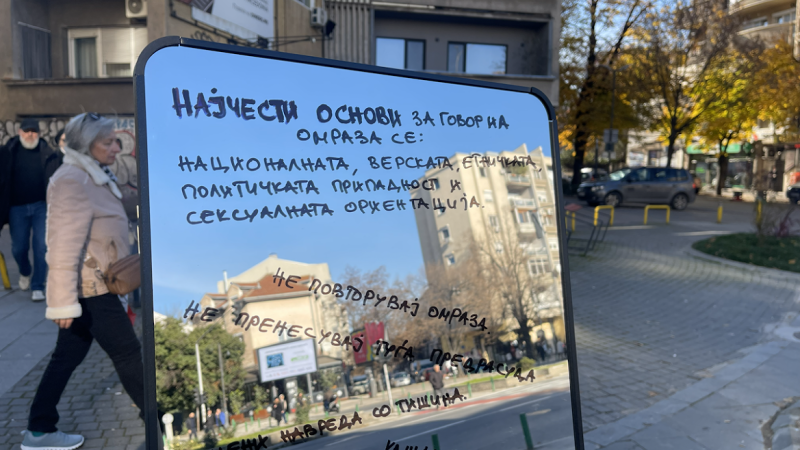 НАЈЧЕСТИ ОСНОВИ ЗА ГОВОР НА
ОМРАЗА СЕ:
НАЦИОНАЛНАТА, ВЕРСКАТА, ЕТНИЧКАТА,
ПОЛИТИЧКАТА ПРИПАДНОСТ И
СЕКСУАЛНАТА ОРИЕНТАЦИЈА.
НЕ ПОВТОРУВАЈ ОМРАЗА
НЕ ПРЕНЕСУВАЈ ТУЃА ПРЕДРАСУДА
НАВРЕДА СО ТИШИНА.